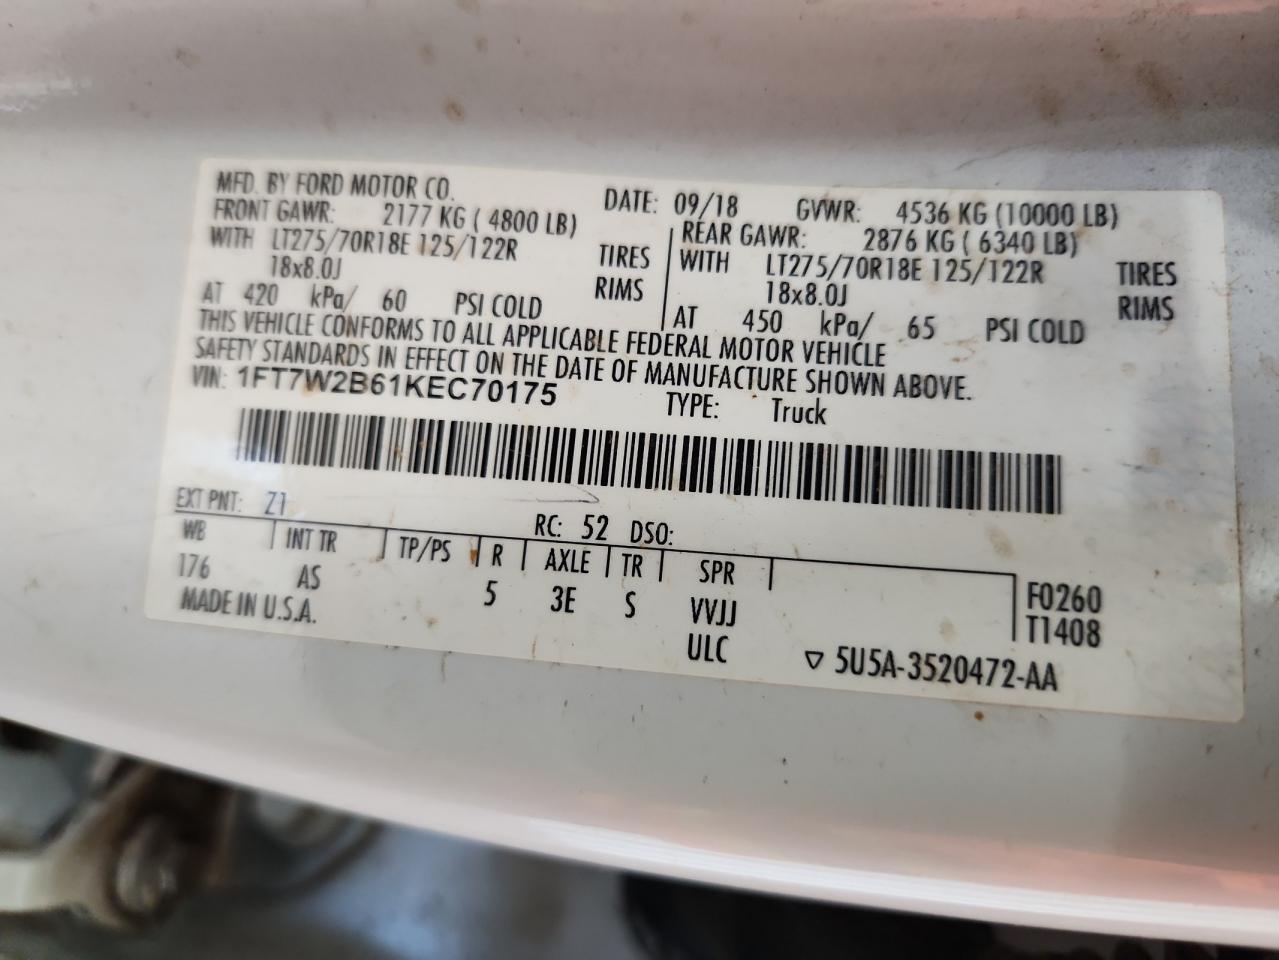 MFD. BY FORD MOTOR CO. DATE: 09/18 GVWR: 4536 KG (10000 LB)
FRONT GAWR: 2177 KG ( 4800 LB)
WITH LT275/70R18E 125/122R TIRES
18x8.0J RIMS
AT 420 kPa/ 60 PSI COLD
REAR GAWR: 2876 KG ( 6340 LB)
WITH LT275/70R18E 125/122R TIRES
18x8.0J RIMS
AT 450 kPa/ 65 PSI COLD
THIS VEHICLE CONFORMS TO ALL APPLICABLE FEDERAL MOTOR VEHICLE
SAFETY STANDARDS IN EFFECT ON THE DATE OF MANUFACTURE SHOWN ABOVE.
VIN: 1FT7W2B61KEC70175 TYPE: Truck
EXT PNT: Z1 RC: 52 DSO:
WB INT TR TP/PS R AXLE TR SPR
176 AS 5 3E S VVJJ F0260
MADE IN U.S.A. ULC T1408
▽ 5U5A-3520472-AA